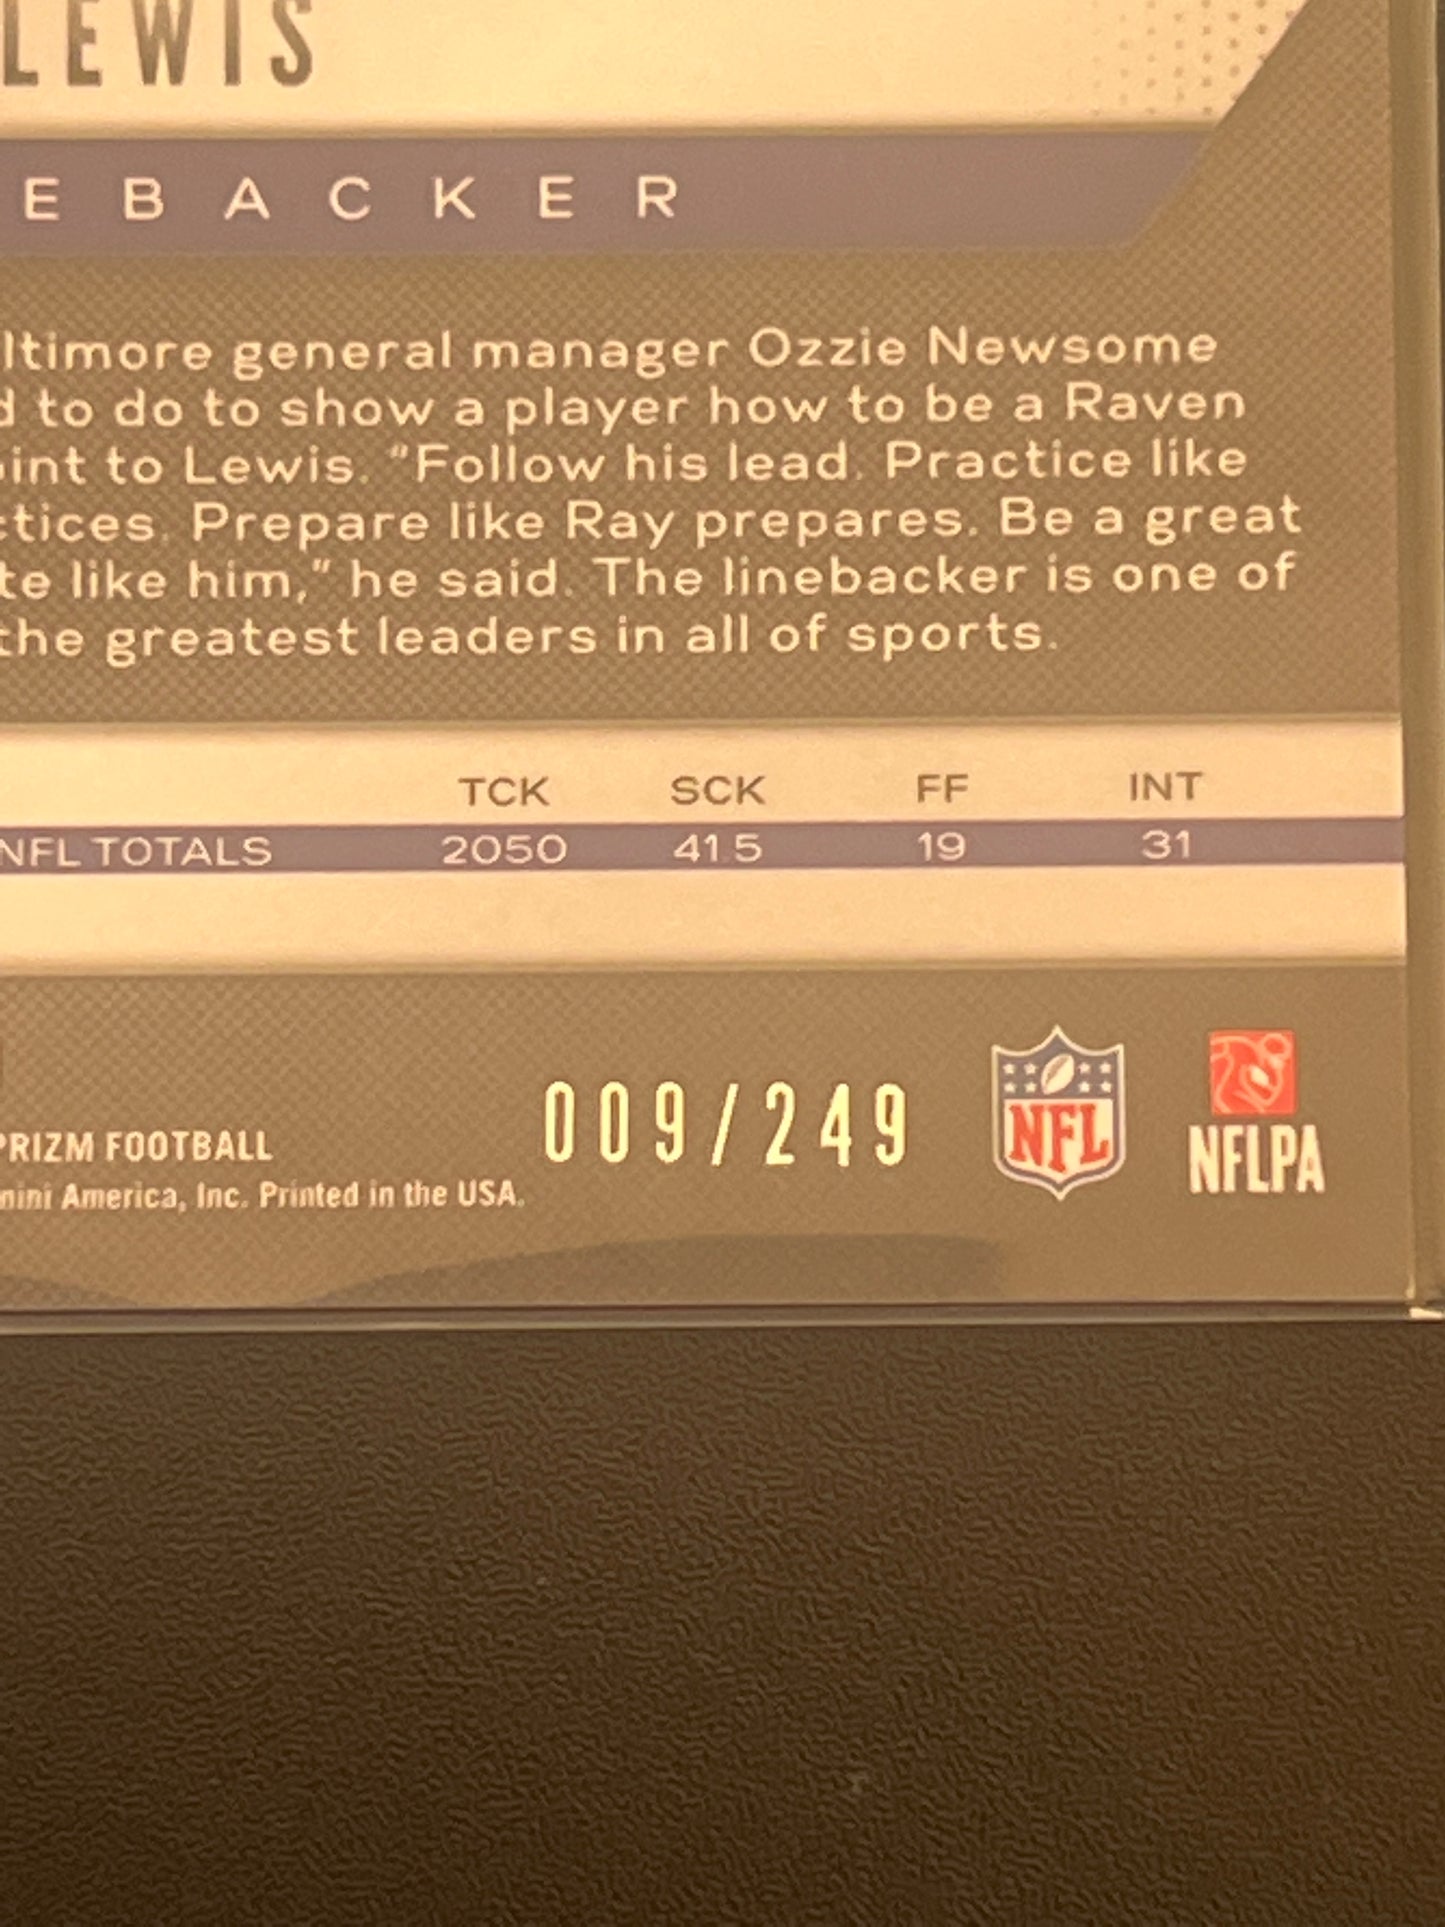 LEWIS
EBACKER
ltimore general manager Ozzie Newsome
d to do to show a player how to be a Raven
int to Lewis. "Follow his lead. Practice like
ctices. Prepare like Ray prepares. Be a great
te like him," he said. The linebacker is one of
the greatest leaders in all of sports.
TCK SCK FF INT
NFL TOTALS 2050 41.5 19 31
009/249
NFL
NFLPA
PRIZM FOOTBALL
nini America, Inc. Printed in the USA.